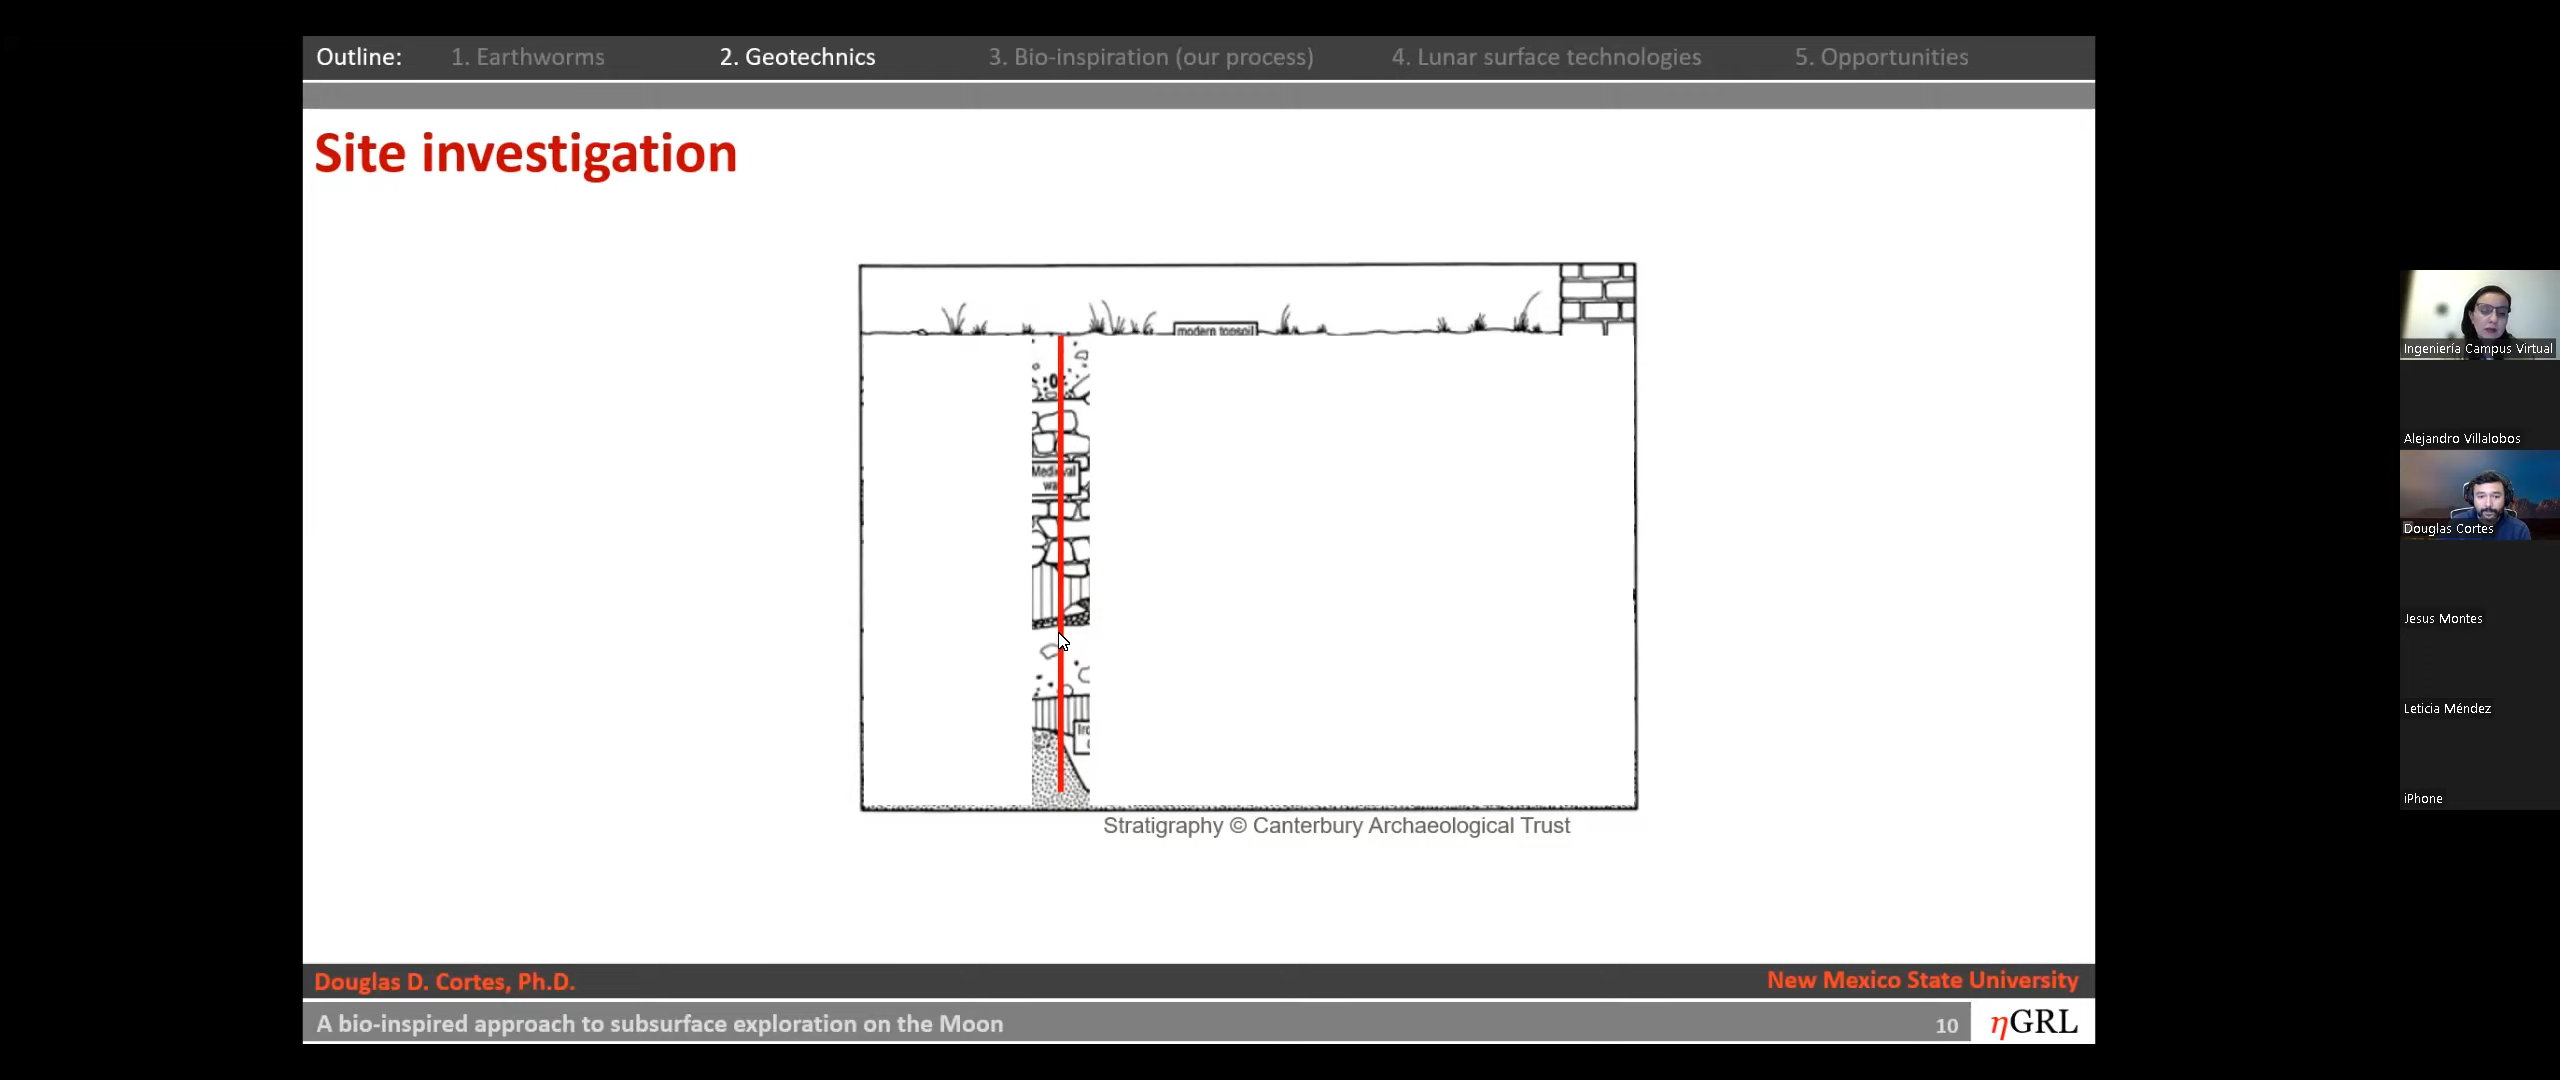 Outline: 1. Earthworms 2. Geotechnics 3. Bio-inspiration (our process) 4. Lunar surface technologies 5. Opportunities
Site investigation
modern topsoil
Medieval
Stratigraphy © Canterbury Archaeological Trust
Douglas D. Cortes, Ph.D. New Mexico State University
A bio-inspired approach to subsurface exploration on the Moon 10 ηGRL
Ingeniería Campus Virtual
Alejandro Villalobos
Douglas Cortes
Jesus Montes
Leticia Méndez
iPhone